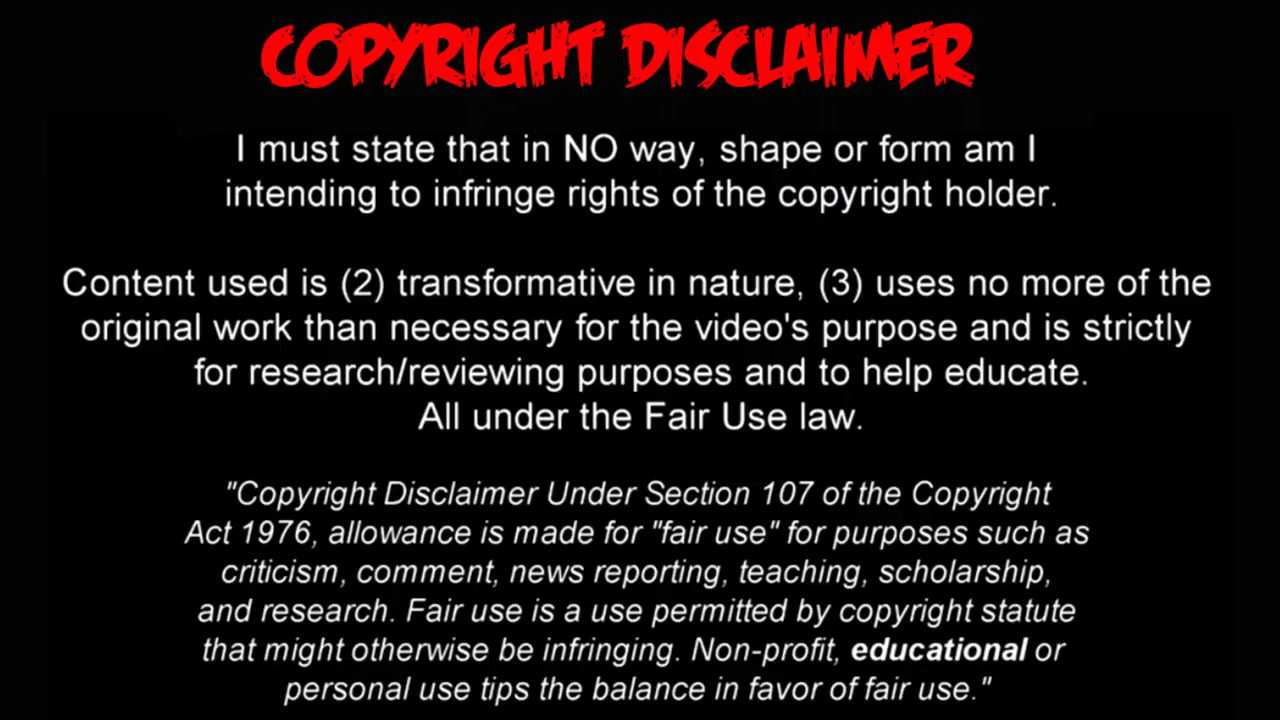 COPYRIGHT DISCLAIMER
I must state that in NO way, shape or form am I
intending to infringe rights of the copyright holder.
Content used is (2) transformative in nature, (3) uses no more of the
original work than necessary for the video's purpose and is strictly
for research/reviewing purposes and to help educate.
All under the Fair Use law.
"Copyright Disclaimer Under Section 107 of the Copyright
Act 1976, allowance is made for "fair use" for purposes such as
criticism, comment, news reporting, teaching, scholarship,
and research. Fair use is a use permitted by copyright statute
that might otherwise be infringing. Non-profit, educational or
personal use tips the balance in favor of fair use."